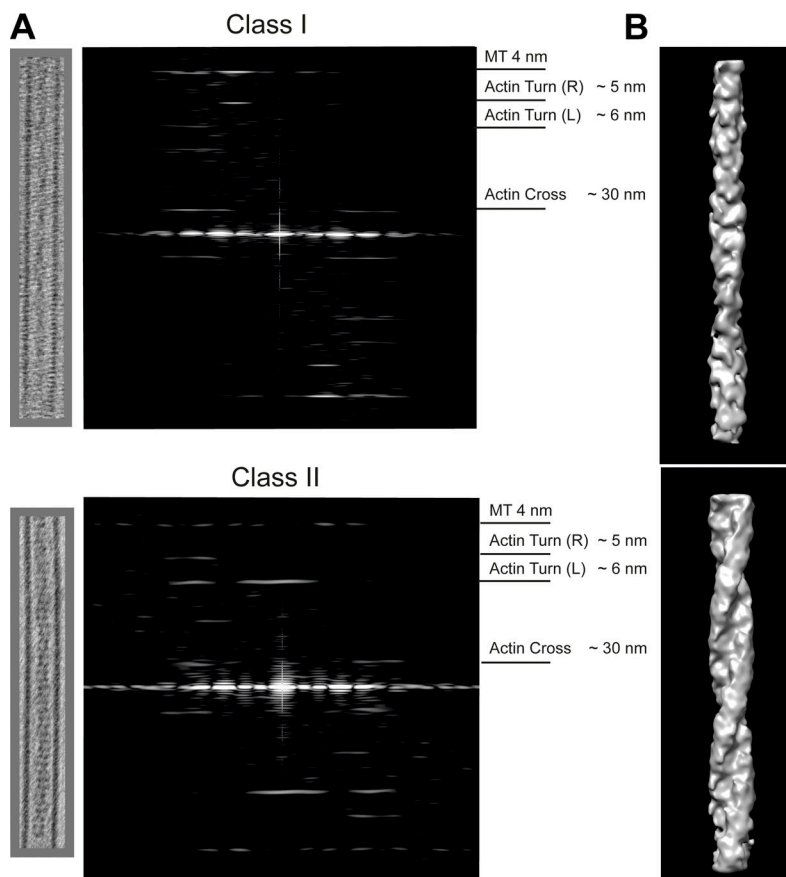 A
Class I
B
MT 4 nm
Actin Turn (R) ~ 5 nm
Actin Turn (L) ~ 6 nm
Actin Cross ~ 30 nm
Class II
MT 4 nm
Actin Turn (R) ~ 5 nm
Actin Turn (L) ~ 6 nm
Actin Cross ~ 30 nm